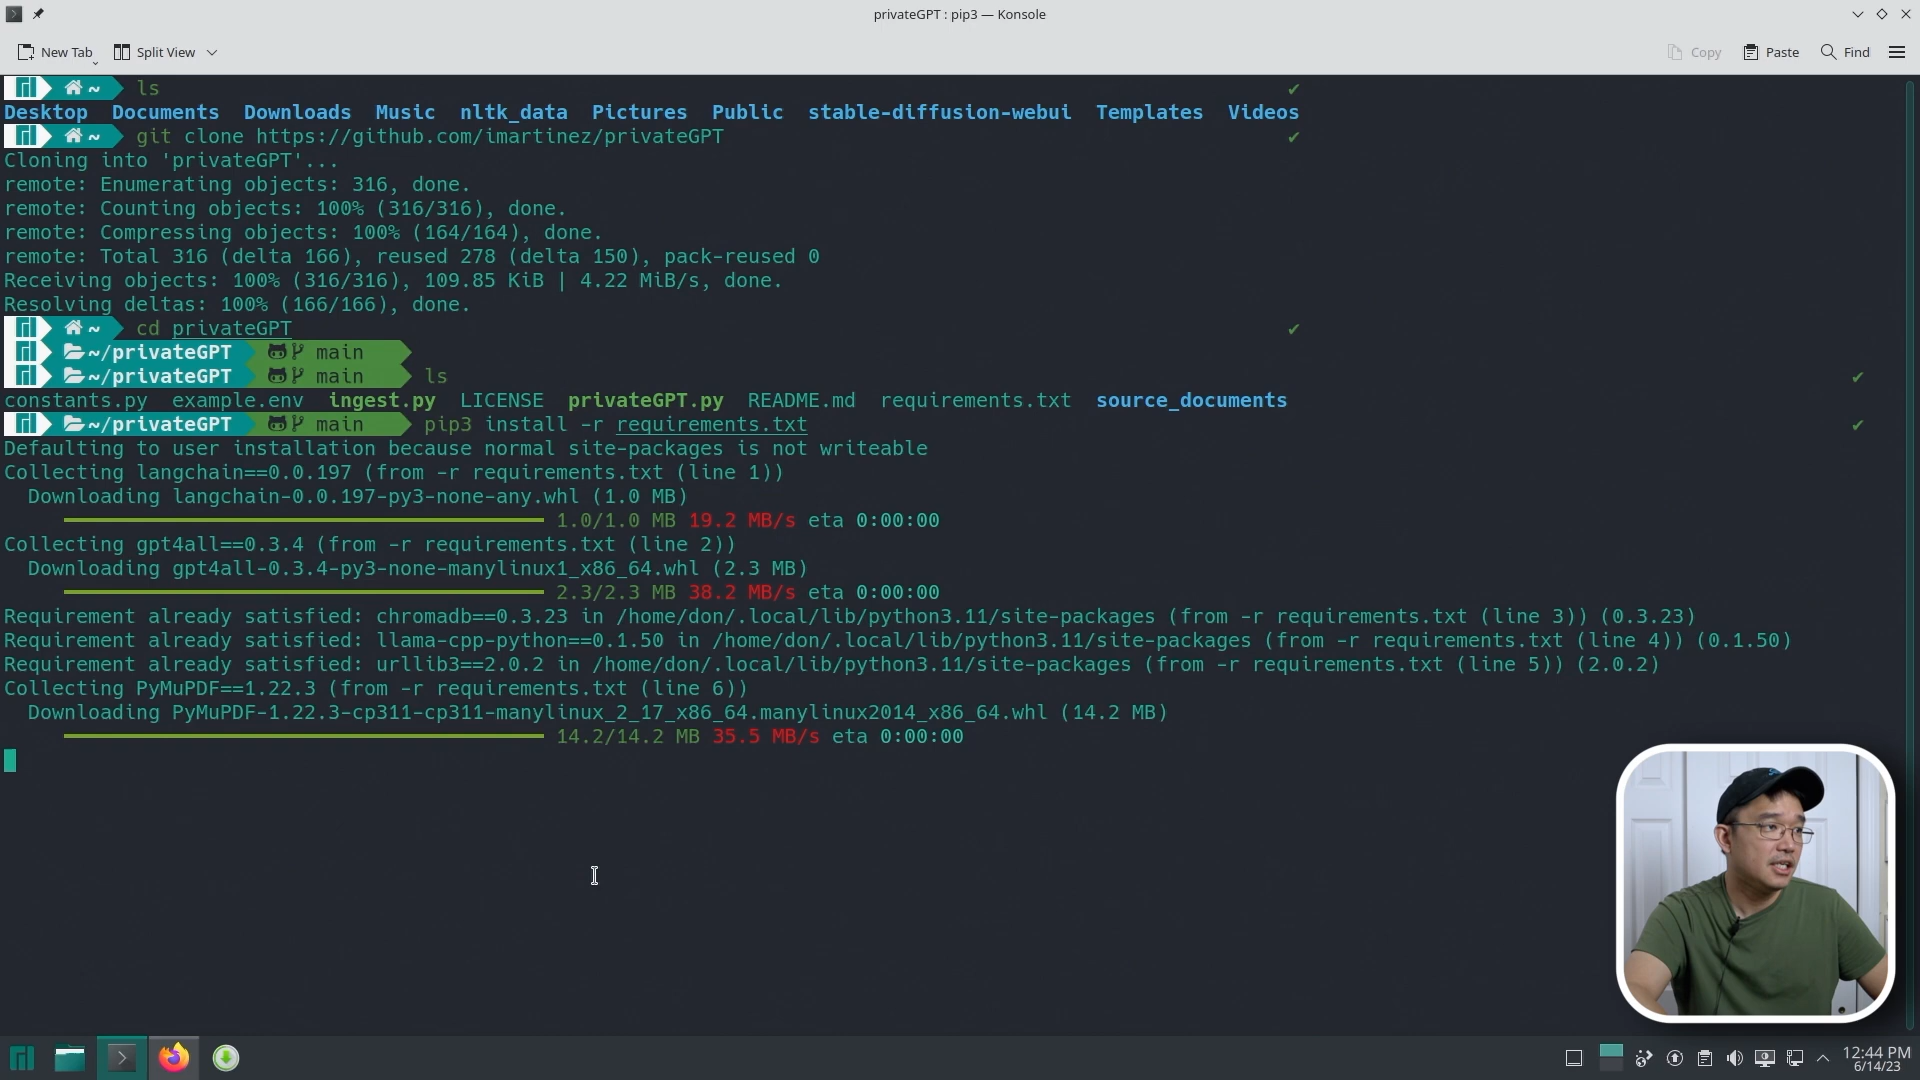 privateGPT : pip3 — Konsole
New Tab Split View Copy Paste Find
~ ls
Desktop Documents Downloads Music nltk_data Pictures Public stable-diffusion-webui Templates Videos
~ git clone https://github.com/imartinez/privateGPT
Cloning into 'privateGPT'...
remote: Enumerating objects: 316, done.
remote: Counting objects: 100% (316/316), done.
remote: Compressing objects: 100% (164/164), done.
remote: Total 316 (delta 166), reused 278 (delta 150), pack-reused 0
Receiving objects: 100% (316/316), 109.85 KiB | 4.22 MiB/s, done.
Resolving deltas: 100% (166/166), done.
~ cd privateGPT
~/privateGPT main
~/privateGPT main ls
constants.py example.env ingest.py LICENSE privateGPT.py README.md requirements.txt source_documents
~/privateGPT main pip3 install -r requirements.txt
Defaulting to user installation because normal site-packages is not writeable
Collecting langchain==0.0.197 (from -r requirements.txt (line 1))
Downloading langchain-0.0.197-py3-none-any.whl (1.0 MB)
1.0/1.0 MB 19.2 MB/s eta 0:00:00
Collecting gpt4all==0.3.4 (from -r requirements.txt (line 2))
Downloading gpt4all-0.3.4-py3-none-manylinux1_x86_64.whl (2.3 MB)
2.3/2.3 MB 38.2 MB/s eta 0:00:00
Requirement already satisfied: chromadb==0.3.23 in /home/don/.local/lib/python3.11/site-packages (from -r requirements.txt (line 3)) (0.3.23)
Requirement already satisfied: llama-cpp-python==0.1.50 in /home/don/.local/lib/python3.11/site-packages (from -r requirements.txt (line 4)) (0.1.50)
Requirement already satisfied: urllib3==2.0.2 in /home/don/.local/lib/python3.11/site-packages (from -r requirements.txt (line 5)) (2.0.2)
Collecting PyMuPDF==1.22.3 (from -r requirements.txt (line 6))
Downloading PyMuPDF-1.22.3-cp311-cp311-manylinux_2_17_x86_64.manylinux2014_x86_64.whl (14.2 MB)
14.2/14.2 MB 35.5 MB/s eta 0:00:00
12:44 PM
6/14/23